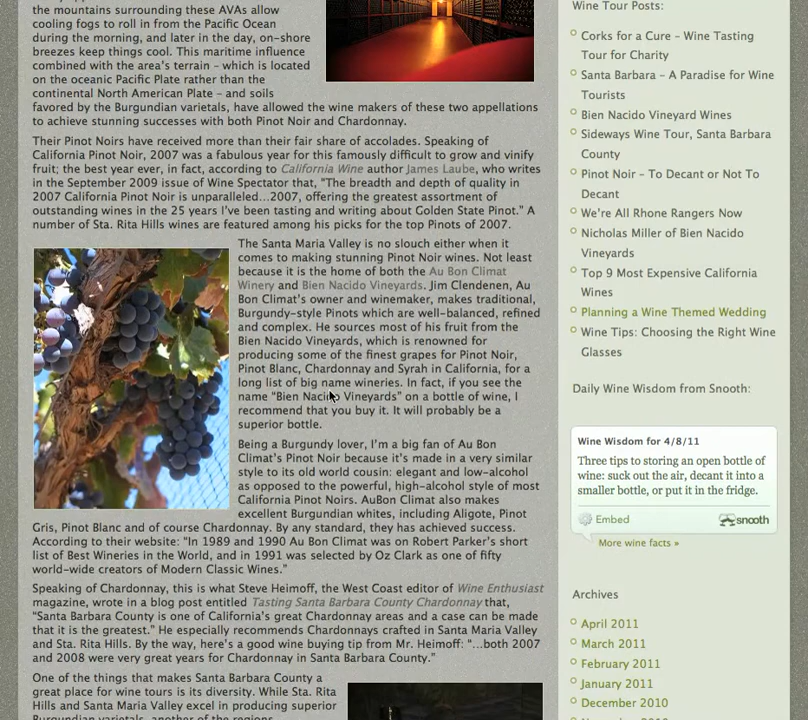 the mountains surrounding these AVAs allow
cooling fogs to roll in from the Pacific Ocean
during the morning, and later in the day, on-shore
breezes keep things cool. This maritime influence
combined with the area's terrain – which is located
on the oceanic Pacific Plate rather than the
continental North American Plate – and soils
favored by the Burgundian varietals, have allowed the wine makers of these two appellations
to achieve stunning successes with both Pinot Noir and Chardonnay.
Their Pinot Noirs have received more than their fair share of accolades. Speaking of
California Pinot Noir, 2007 was a fabulous year for this famously difficult to grow and vinify
fruit; the best year ever, in fact, according to California Wine author James Laube, who writes
in the September 2009 issue of Wine Spectator that, "The breadth and depth of quality in
2007 California Pinot Noir is unparalleled...2007, offering the greatest assortment of
outstanding wines in the 25 years I've been tasting and writing about Golden State Pinot." A
number of Sta. Rita Hills wines are featured among his picks for the top Pinots of 2007.
The Santa Maria Valley is no slouch either when it
comes to making stunning Pinot Noir wines. Not least
because it is the home of both the Au Bon Climat
Winery and Bien Nacido Vineyards. Jim Clendenen, Au
Bon Climat's owner and winemaker, makes traditional,
Burgundy-style Pinots which are well-balanced, refined
and complex. He sources most of his fruit from the
Bien Nacido Vineyards, which is renowned for
producing some of the finest grapes for Pinot Noir,
Pinot Blanc, Chardonnay and Syrah in California, for a
long list of big name wineries. In fact, if you see the
name "Bien Nacido Vineyards" on a bottle of wine, I
recommend that you buy it. It will probably be a
superior bottle.
Being a Burgundy lover, I'm a big fan of Au Bon
Climat's Pinot Noir because it's made in a very similar
style to its old world cousin: elegant and low-alcohol
as opposed to the powerful, high-alcohol style of most
California Pinot Noirs. AuBon Climat also makes
excellent Burgundian whites, including Aligote, Pinot
Gris, Pinot Blanc and of course Chardonnay. By any standard, they has achieved success.
According to their website: "In 1989 and 1990 Au Bon Climat was on Robert Parker's short
list of Best Wineries in the World, and in 1991 was selected by Oz Clark as one of fifty
world-wide creators of Modern Classic Wines."
Speaking of Chardonnay, this is what Steve Heimoff, the West Coast editor of Wine Enthusiast
magazine, wrote in a blog post entitled Tasting Santa Barbara County Chardonnay that,
"Santa Barbara County is one of California's great Chardonnay areas and a case can be made
that it is the greatest." He especially recommends Chardonnays crafted in Santa Maria Valley
and Sta. Rita Hills. By the way, here's a good wine buying tip from Mr. Heimoff: "...both 2007
and 2008 were very great years for Chardonnay in Santa Barbara County."
One of the things that makes Santa Barbara County a
great place for wine tours is its diversity. While Sta. Rita
Hills and Santa Maria Valley excel in producing superior
Burgundian varietals, another of the regions
Wine Tour Posts:
Corks for a Cure – Wine Tasting
Tour for Charity
Santa Barbara – A Paradise for Wine
Tourists
Bien Nacido Vineyard Wines
Sideways Wine Tour, Santa Barbara
County
Pinot Noir – To Decant or Not To
Decant
We're All Rhone Rangers Now
Nicholas Miller of Bien Nacido
Vineyards
Top 9 Most Expensive California
Wines
Planning a Wine Themed Wedding
Wine Tips: Choosing the Right Wine
Glasses
Daily Wine Wisdom from Snooth:
Wine Wisdom for 4/8/11
Three tips to storing an open bottle of
wine: suck out the air, decant it into a
smaller bottle, or put it in the fridge.
Embed snooth
More wine facts »
Archives
April 2011
March 2011
February 2011
January 2011
December 2010